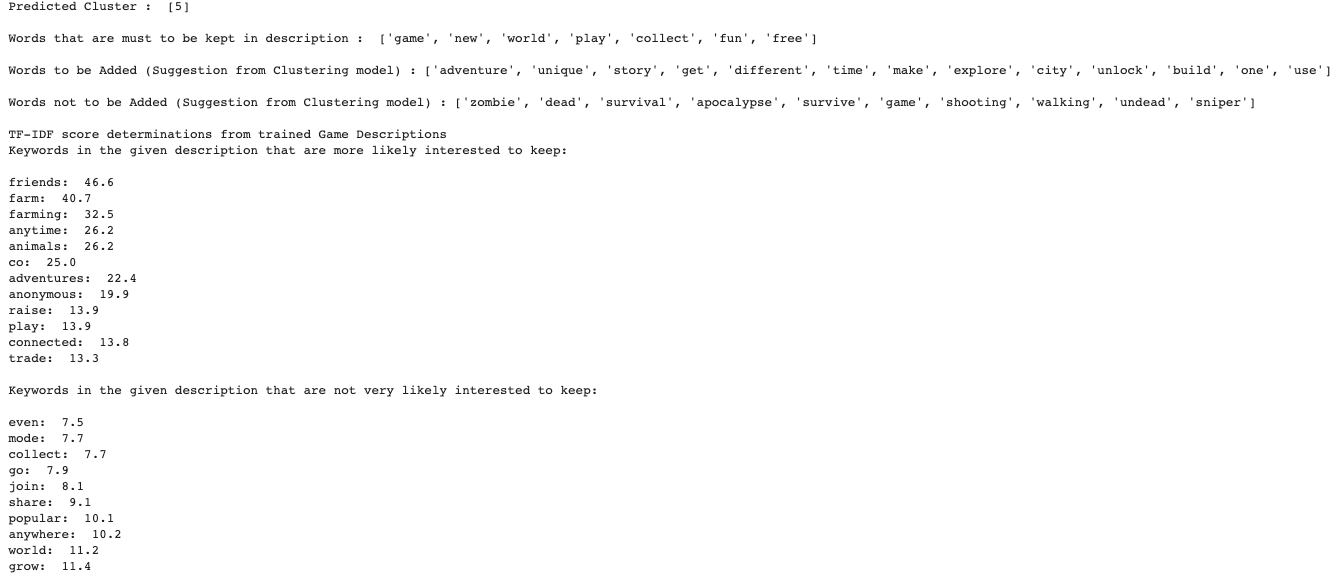 Predicted Cluster :  [5]
Words that are must to be kept in description :  ['game', 'new', 'world', 'play', 'collect', 'fun', 'free']
Words to be Added (Suggestion from Clustering model) : ['adventure', 'unique', 'story', 'get', 'different', 'time', 'make', 'explore', 'city', 'unlock', 'build', 'one', 'use']
Words not to be Added (Suggestion from Clustering model) : ['zombie', 'dead', 'survival', 'apocalypse', 'survive', 'game', 'shooting', 'walking', 'undead', 'sniper']
TF-IDF score determinations from trained Game Descriptions
Keywords in the given description that are more likely interested to keep:
friends:  46.6
farm:  40.7
farming:  32.5
anytime:  26.2
animals:  26.2
co:  25.0
adventures:  22.4
anonymous:  19.9
raise:  13.9
play:  13.9
connected:  13.8
trade:  13.3
Keywords in the given description that are not very likely interested to keep:
even:  7.5
mode:  7.7
collect:  7.7
go:  7.9
join:  8.1
share:  9.1
popular:  10.1
anywhere:  10.2
world:  11.2
grow:  11.4